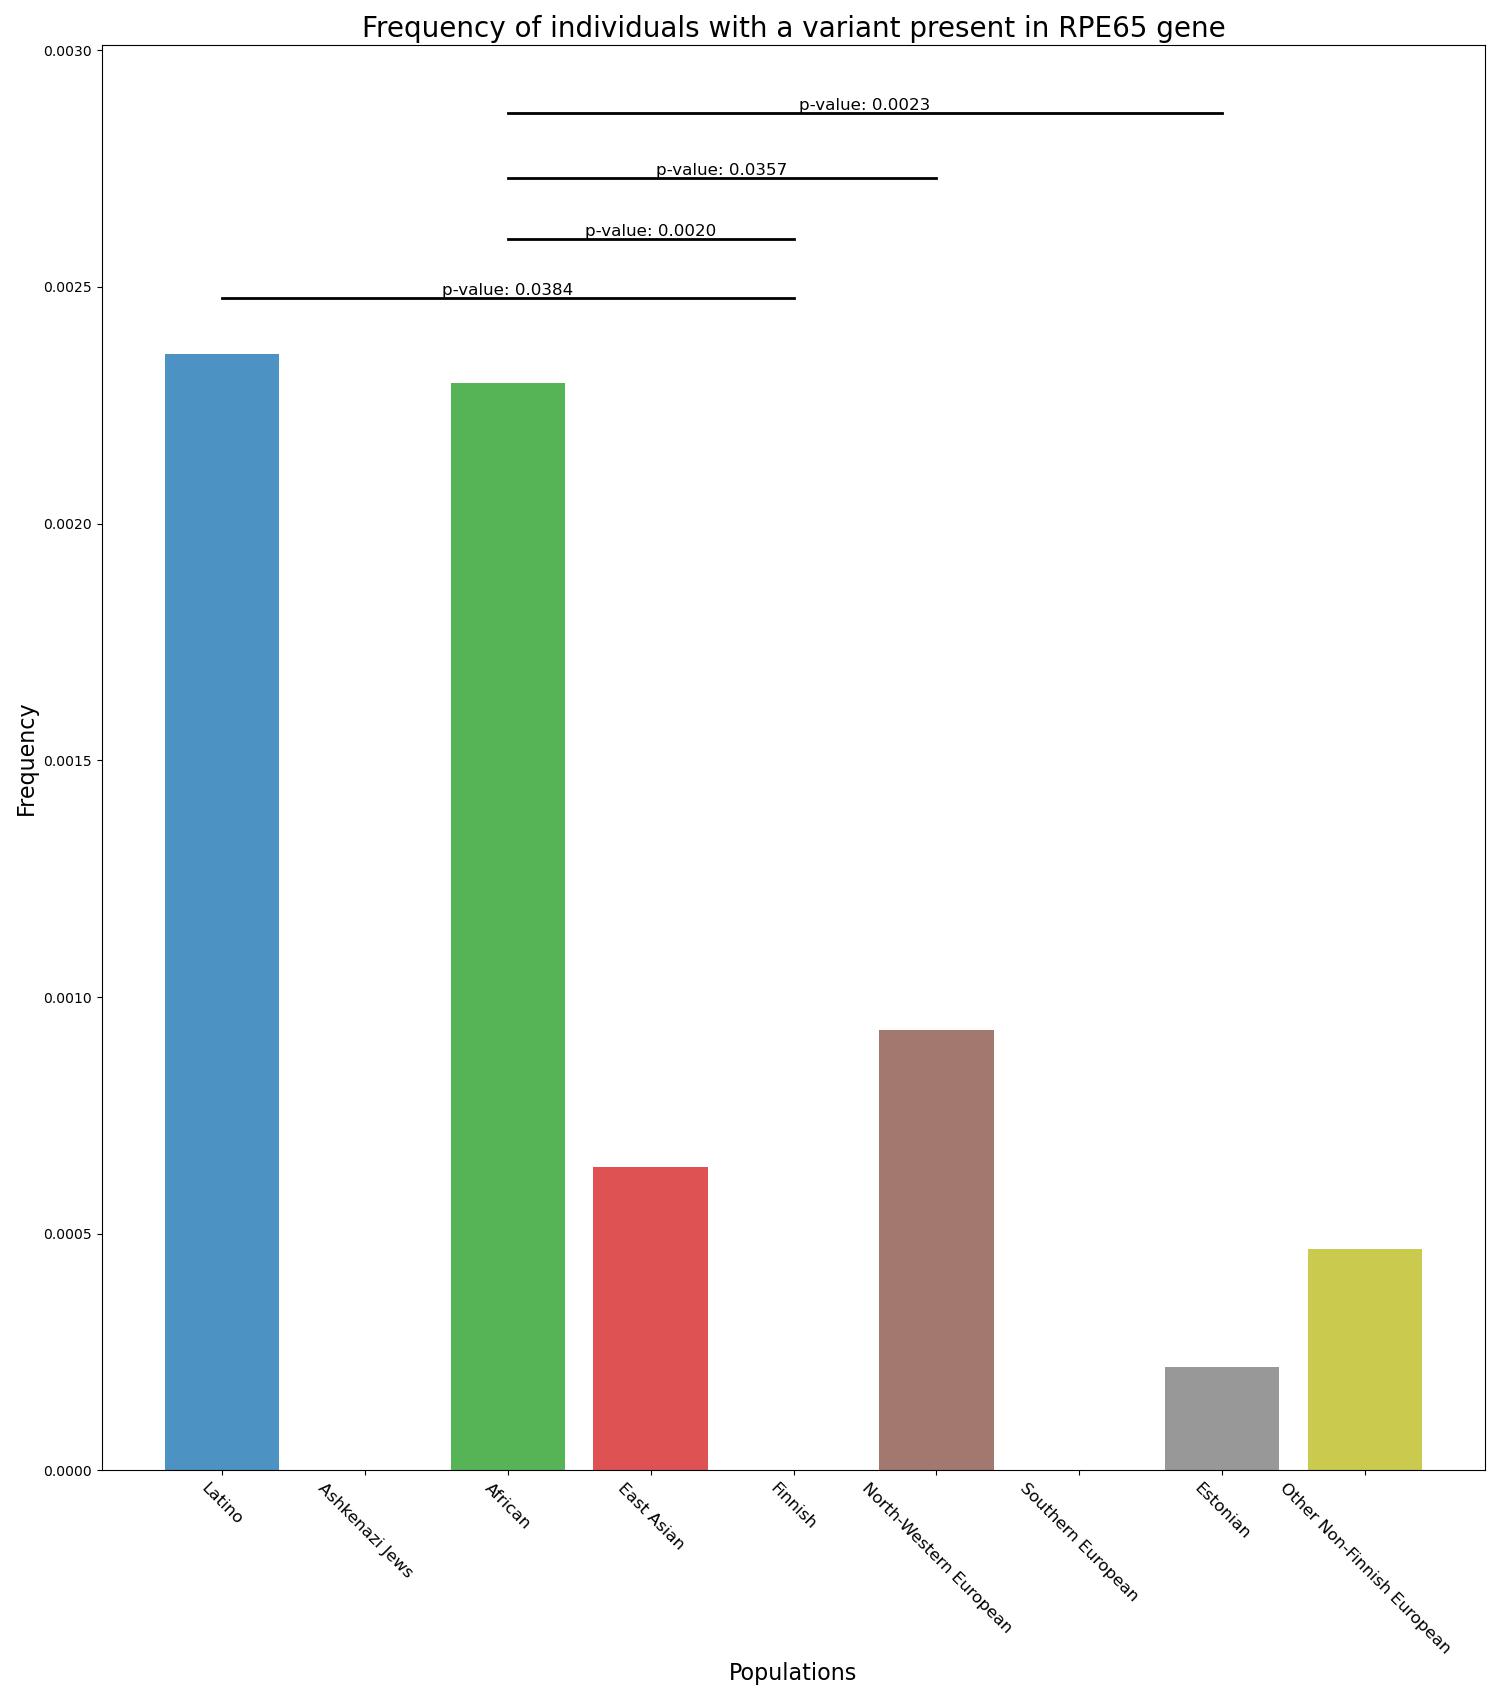 Frequency of individuals with a variant present in RPE65 gene
0.0030
p-value: 0.0023
p-value: 0.0357
p-value: 0.0020
p-value: 0.0384
0.0025
0.0020
0.0015
0.0010
0.0005
0.0000
Frequency
Latino
Ashkenazi Jews
African
East Asian
Finnish
North-Western European
Southern European
Estonian
Other Non-Finnish European
Populations